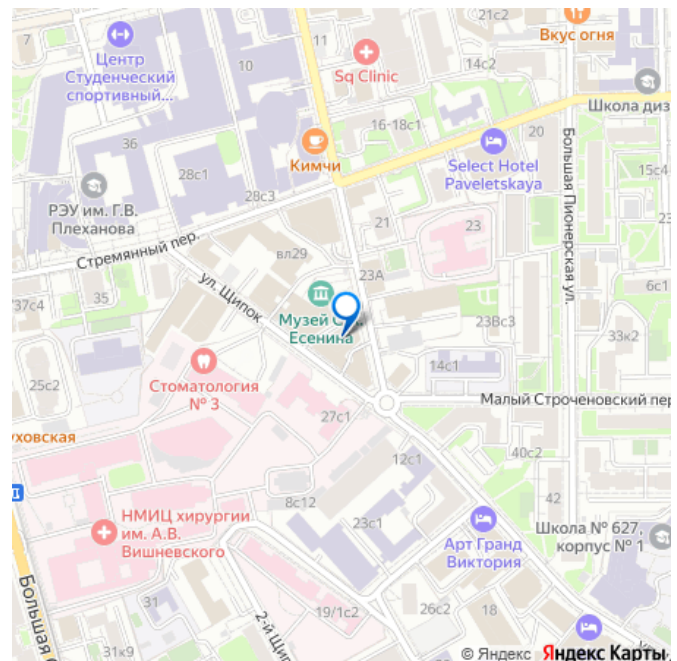 7
Центр
Студенческий
спортивный...
10
11
Sq Clinic
21с2
Вкус огня
14с2
Школа диз
36
28с1
Кимчи
16-18с1
20
Select Hotel
Paveletskaya
Большая Пионерская ул.
15с4
РЭУ им. Г.В.
Плеханова
28с3
Стремянный пер.
вл29
21
23
23А
6с1
37с4
35
ул. Щипок
Музей С.А.
Есенина
23Вс3
33к2
25с2
Стоматология
№ 3
14с1
Малый Строченовский пер
27с1
уховская
40с2
12с1
8с12
42
НМИЦ хирургии
им. А.В.
Вишневского
23с1
Арт Гранд
Виктория
Школа № 627,
корпус № 1
31
Большая
19/1с2
26с2
18
2-й Щип
31к9
© Яндекс Яндекс Карты